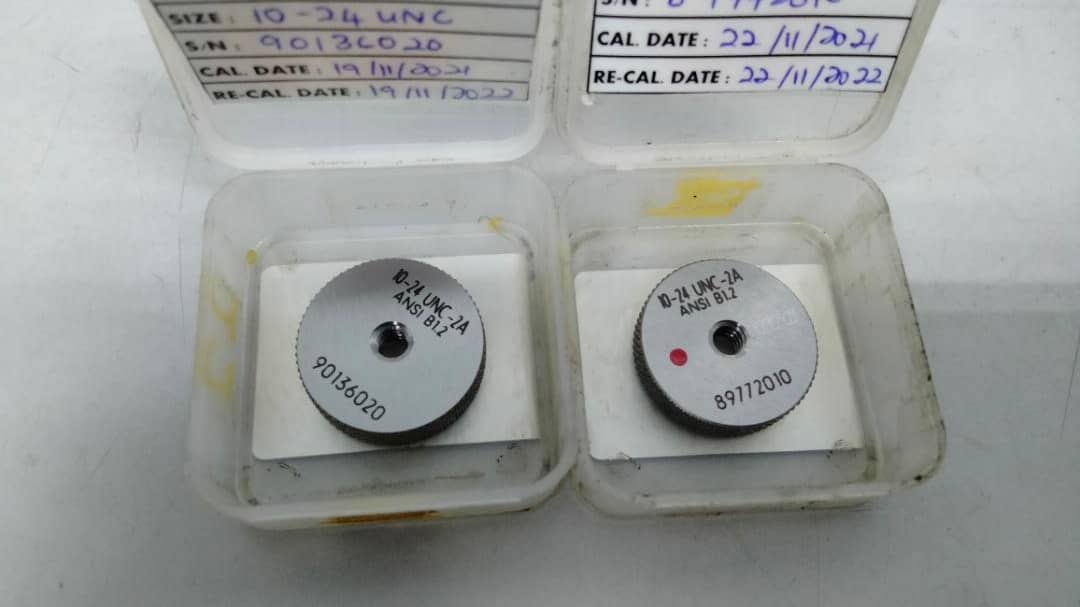 SIZE: 10-24 UNC
S/N: 90136020
CAL. DATE: 19/11/2021
RE-CAL. DATE: 19/11/2022
S/N:
CAL. DATE: 22/11/2021
RE-CAL. DATE: 22/11/2022
10-24 UNC-2A
ANSI B1.2
90136020
10-24 UNC-2A
ANSI B1.2
89772010